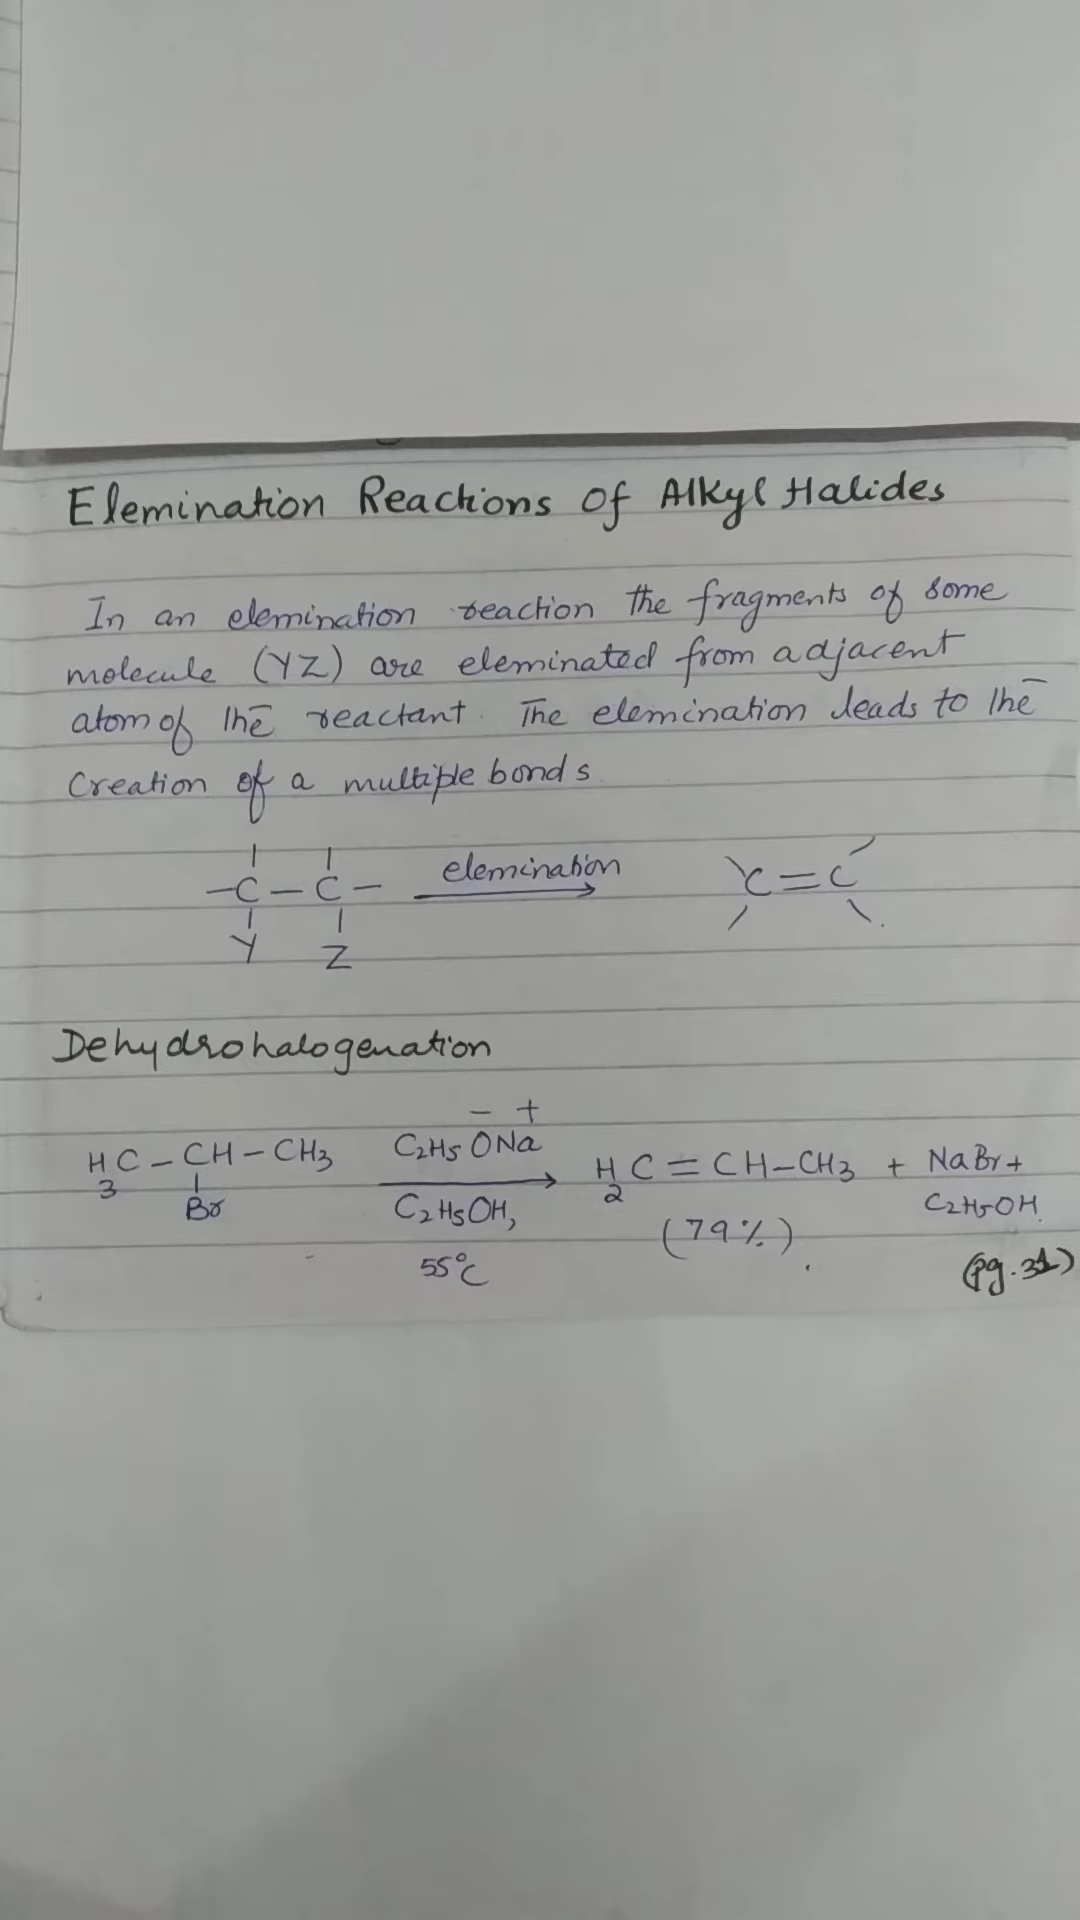 Elemination Reactions Of Alkyl Halides
In an elemination reaction the fragments of some
molecule (YZ) are eleminated from adjacent
atom of the reactant. The elemination leads to the
Creation of a multiple bonds
-C-C- elemination C=C
Y Z
Dehydrohalogenation
H3C-CH-CH3 C2H5ONa H2C=CH-CH3 + NaBr+
- +
Br C2H5OH, C2H5OH.
(79%)
55°C (pg.31)